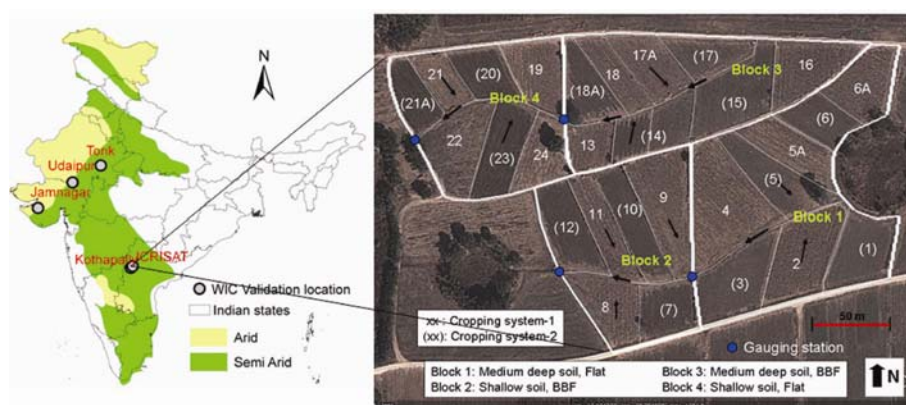 N
Tonk
Udaipur
Jamnagar
Kothapali
ICRISAT
WIC Validation location
Indian states
Arid
Semi Arid
21 (20) 19 18 17A (17) 16
(21A) (18A) 6A
Block 4 Block 3
22 (15) (6)
(23) 24 13 (14)
5A
(5)
(12) 11 (10) 9 4
Block 1
(1)
Block 2 2
(3)
8 (7)
50 m
xx : Cropping system-1
(xx): Cropping system-2
Gauging station
N
Block 1: Medium deep soil, Flat
Block 2: Shallow soil, BBF
Block 3: Medium deep soil, BBF
Block 4: Shallow soil, Flat